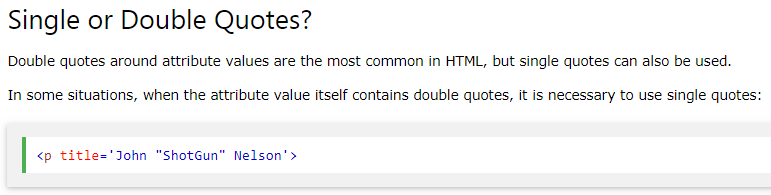 Single or Double Quotes?
Double quotes around attribute values are the most common in HTML, but single quotes can also be used.
In some situations, when the attribute value itself contains double quotes, it is necessary to use single quotes:
<p title='John "ShotGun" Nelson'>